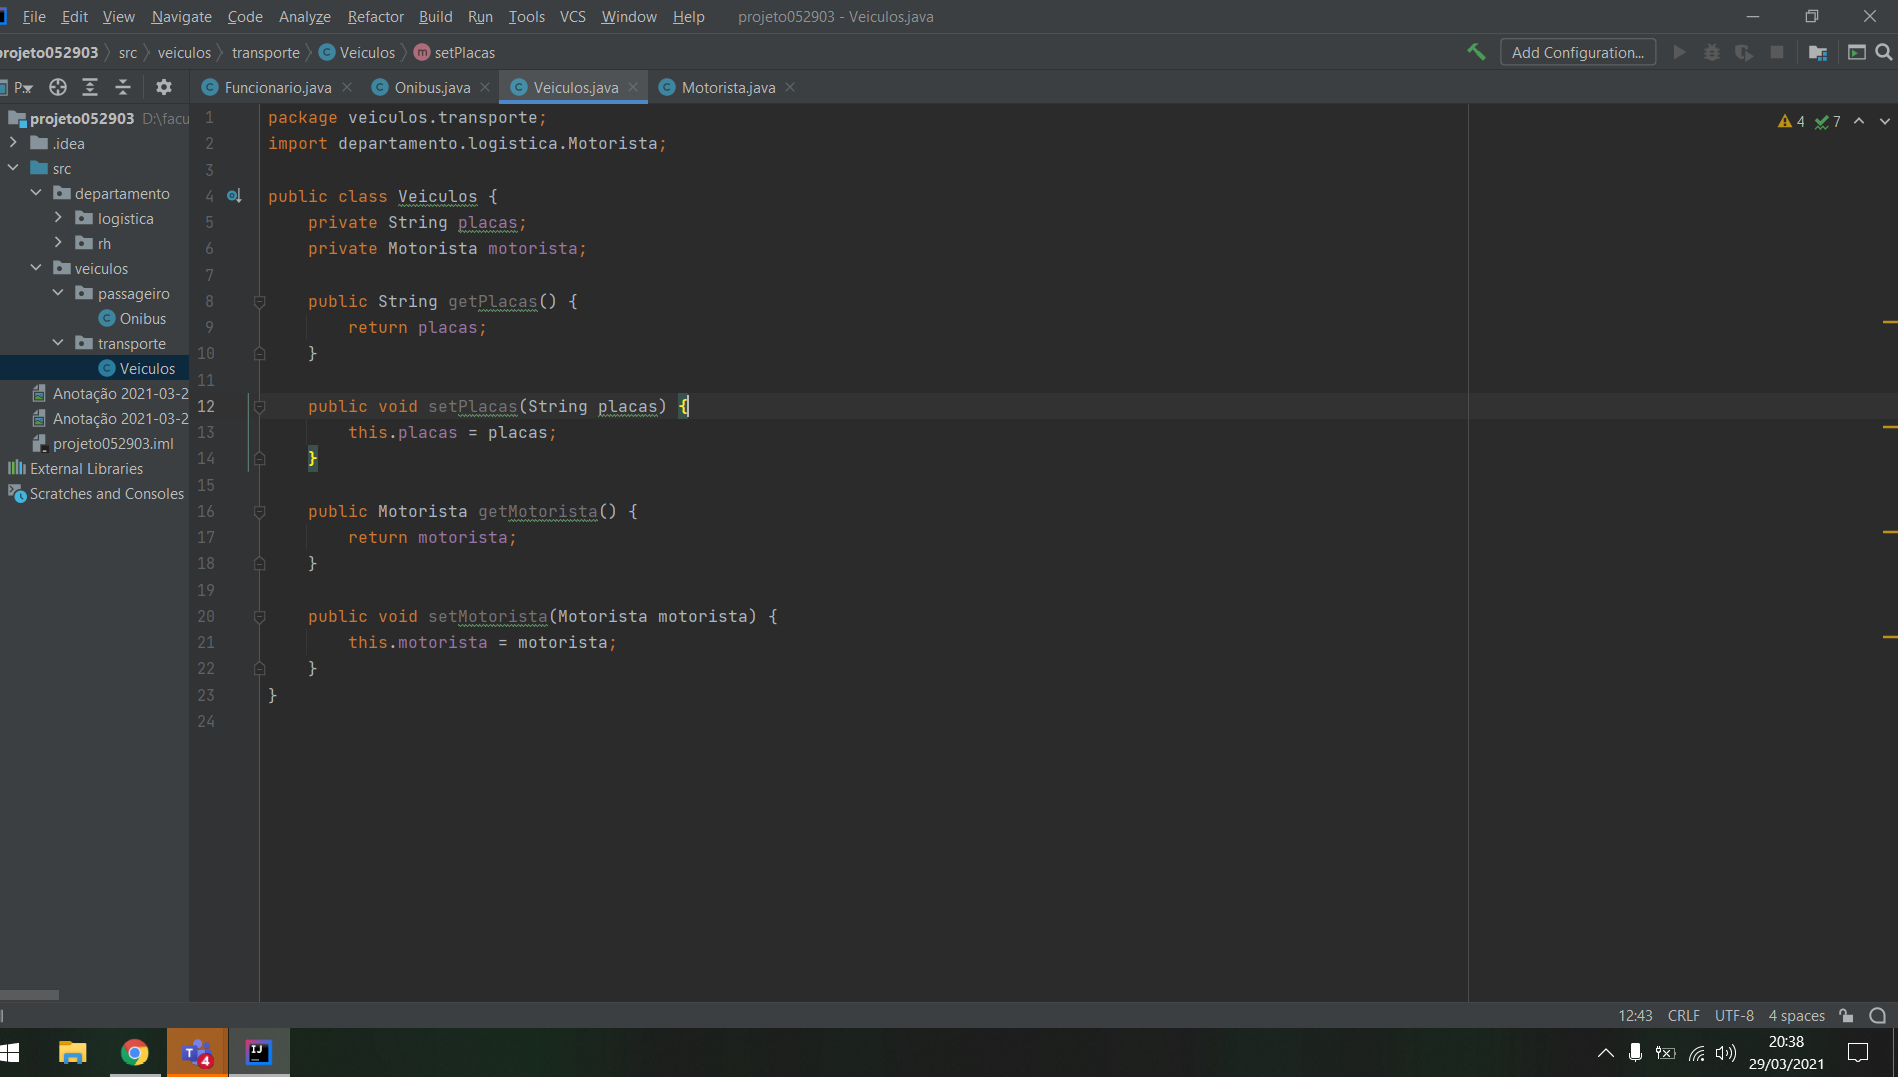 File Edit View Navigate Code Analyze Refactor Build Run Tools VCS Window Help projeto052903 - Veiculos.java
projeto052903 src veiculos transporte Veiculos setPlacas Add Configuration...
P... Funcionario.java Onibus.java Veiculos.java Motorista.java
projeto052903 D:\facu
.idea
src
departamento
logistica
rh
veiculos
passageiro
Onibus
transporte
Veiculos
Anotação 2021-03-2
Anotação 2021-03-2
projeto052903.iml
External Libraries
Scratches and Consoles
4 7
1 package veiculos.transporte;
2 import departamento.logistica.Motorista;
3
4 public class Veiculos {
5 private String placas;
6 private Motorista motorista;
7
8 public String getPlacas() {
9 return placas;
10 }
11
12 public void setPlacas(String placas) {
13 this.placas = placas;
14 }
15
16 public Motorista getMotorista() {
17 return motorista;
18 }
19
20 public void setMotorista(Motorista motorista) {
21 this.motorista = motorista;
22 }
23 }
24
12:43 CRLF UTF-8 4 spaces
T 4 IJ
20:38
29/03/2021